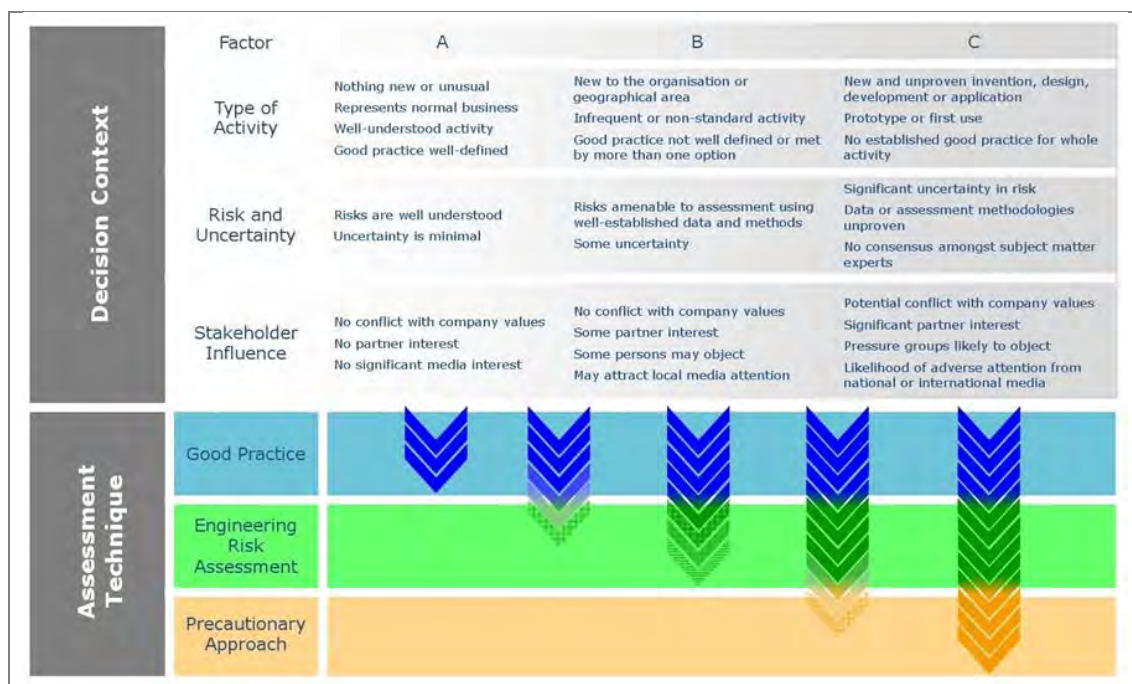 Decision Context
Factor
A
B
C
Type of
Activity
Nothing new or unusual
Represents normal business
Well-understood activity
Good practice well-defined
New to the organisation or
geographical area
Infrequent or non-standard activity
Good practice not well defined or met
by more than one option
New and unproven invention, design,
development or application
Prototype or first use
No established good practice for whole
activity
Risk and
Uncertainty
Risks are well understood
Uncertainty is minimal
Risks amenable to assessment using
well-established data and methods
Some uncertainty
Significant uncertainty in risk
Data or assessment methodologies
unproven
No consensus amongst subject matter
experts
Stakeholder
Influence
No conflict with company values
No partner interest
No significant media interest
No conflict with company values
Some partner interest
Some persons may object
May attract local media attention
Potential conflict with company values
Significant partner interest
Pressure groups likely to object
Likelihood of adverse attention from
national or international media
Assessment
Technique
Good Practice
Engineering
Risk
Assessment
Precautionary
Approach